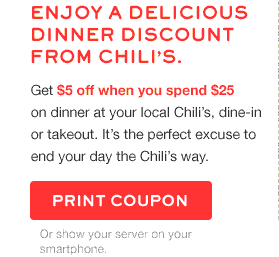 ENJOY A DELICIOUS
DINNER DISCOUNT
FROM CHILI'S.
Get $5 off when you spend $25
on dinner at your local Chili's, dine-in
or takeout. It's the perfect excuse to
end your day the Chili's way.
PRINT COUPON
Or show your server on your
smartphone.